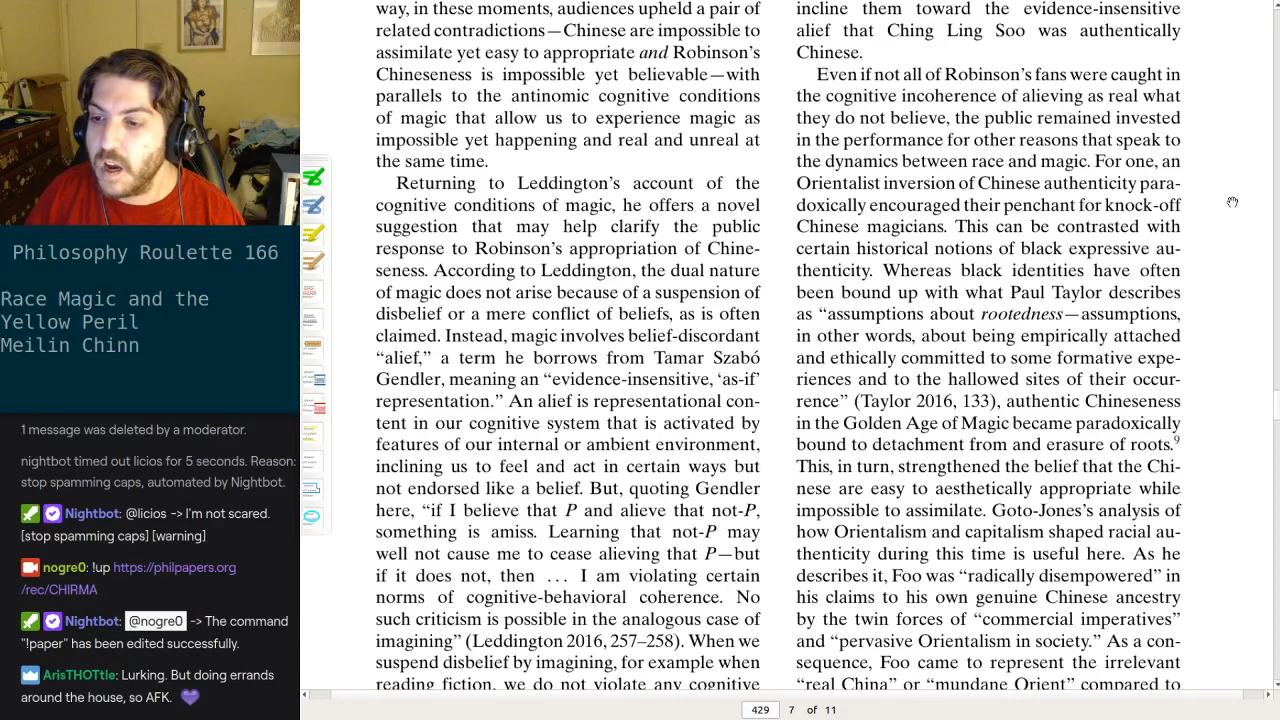 way, in these moments, audiences upheld a pair of
related contradictions—Chinese are impossible to
assimilate yet easy to appropriate and Robinson's
Chineseness is impossible yet believable—with
parallels to the antinomic cognitive conditions
of magic that allow us to experience magic as
impossible yet happening and real and unreal at
the same time.
Returning to Leddington's account of the
cognitive conditions of magic, he offers a novel
suggestion that may help clarify the public
response to Robinson's appropriation of Chine-
seness. According to Leddington, the dual nature
of magic does not arise because of a suspension of
disbelief or a mere conflict of beliefs, as is often
believed. Instead magic involves a "belief-discordant
"alief," a term he borrows from Tamar Szabó
Gendler, meaning an "evidence-insensitive, 'quasi-
representation.'" An alief is representational con-
tent in our cognitive system that is activated by
features of our internal or ambient environment,
inclining us to feel and behave in certain ways, as
an endorsed-like a belief. But, quoting Gendler
here, "if I believe that P and alieve that not-P,
something is amiss. Learning that not-P may
well not cause me to cease alieving that P—but
if it does not, then … I am violating certain
norms of cognitive-behavioral coherence. No
such criticism is possible in the analogous case of
imagining" (Leddington 2016, 257–258). When we
suspend disbelief by imagining, for example when
reading fiction, we do not violate any cognitive
incline them toward the evidence-insensitive
alief that Ching Ling Soo was authentically
Chinese.
Even if not all of Robinson's fans were caught in
the cognitive incoherence of alieving as real what
they do not believe, the public remained invested
in the performance for other reasons that speak to
the dynamics between race and magic. For one, an
Orientalist inversion of Chinese authenticity para-
doxically encouraged their penchant for knock-off
Chinese magicians. This can be contrasted with
certain historical notions of black expressive au-
thenticity. Whereas black identities have often
been bound up with what Paul Taylor describes
as assumptions about rootedness—assumptions
in other words about being umbilically attached
and ethically committed to some formative expe-
riences and to the hallowed sites of their occur-
rence (Taylor 2016, 133)—authentic Chineseness
in the Golden Age of Magic became paradoxically
bound to detachment from and erasure of roots.
This in turn, strengthened the belief that the Chi-
nese are easy to aesthetically appropriate while
impossible to assimilate. Goto-Jones's analysis of
how Orientalism and capitalism shaped racial au-
thenticity during this time is useful here. As he
describes it, Foo was "radically disempowered" in
his claims to his own genuine Chinese ancestry
by the twin forces of "commercial imperatives"
and "pervasive Orientalism in society." As a con-
sequence, Foo came to represent the irrelevant
"real China" or "mundane Orient" compared to
Philosophy Roulette 166
Race Magic and the
Yellow Peril
Meilin Chinn
1 message was deleted by a moderator.
nightbot timed out licios for 5 seconds. Reason:
stop spamming caps, automated by Nightbot.
Nightbot: @licios -> I'm not scared.
[stop spamming caps] [warning]
nogre0: !up https://philpapers.org
/rec/CHIRMA
Nightbot: @nogre0 -> The command
"!paper" has been edited successfully.
ArisTHOTtle: Lurking. But doing errands
around the house, so AFK.
429 7 of 11